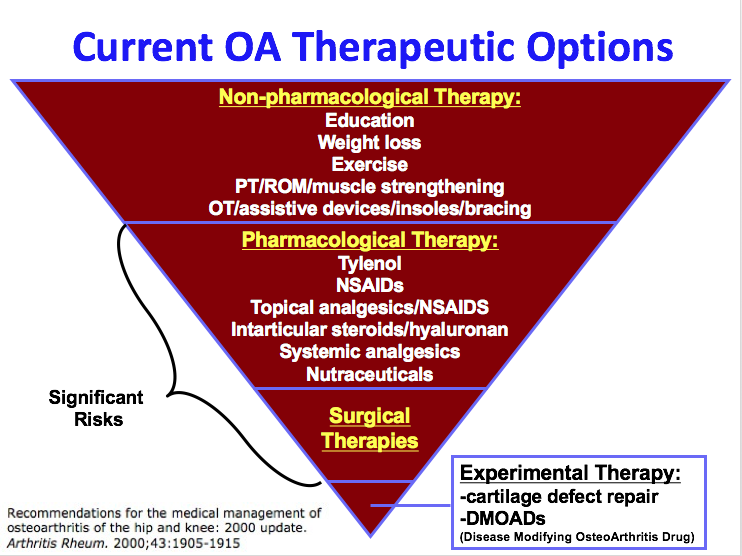 Current OA Therapeutic Options
Non-pharmacological Therapy:
Education
Weight loss
Exercise
PT/ROM/muscle strengthening
OT/assistive devices/insoles/bracing
Pharmacological Therapy:
Tylenol
NSAIDs
Topical analgesics/NSAIDS
Intarticular steroids/hyaluronan
Systemic analgesics
Nutraceuticals
Significant
Risks
Surgical
Therapies
Experimental Therapy:
-cartilage defect repair
-DMOADs
(Disease Modifying OsteoArthritis Drug)
Recommendations for the medical management of
osteoarthritis of the hip and knee: 2000 update.
Arthritis Rheum. 2000;43:1905-1915